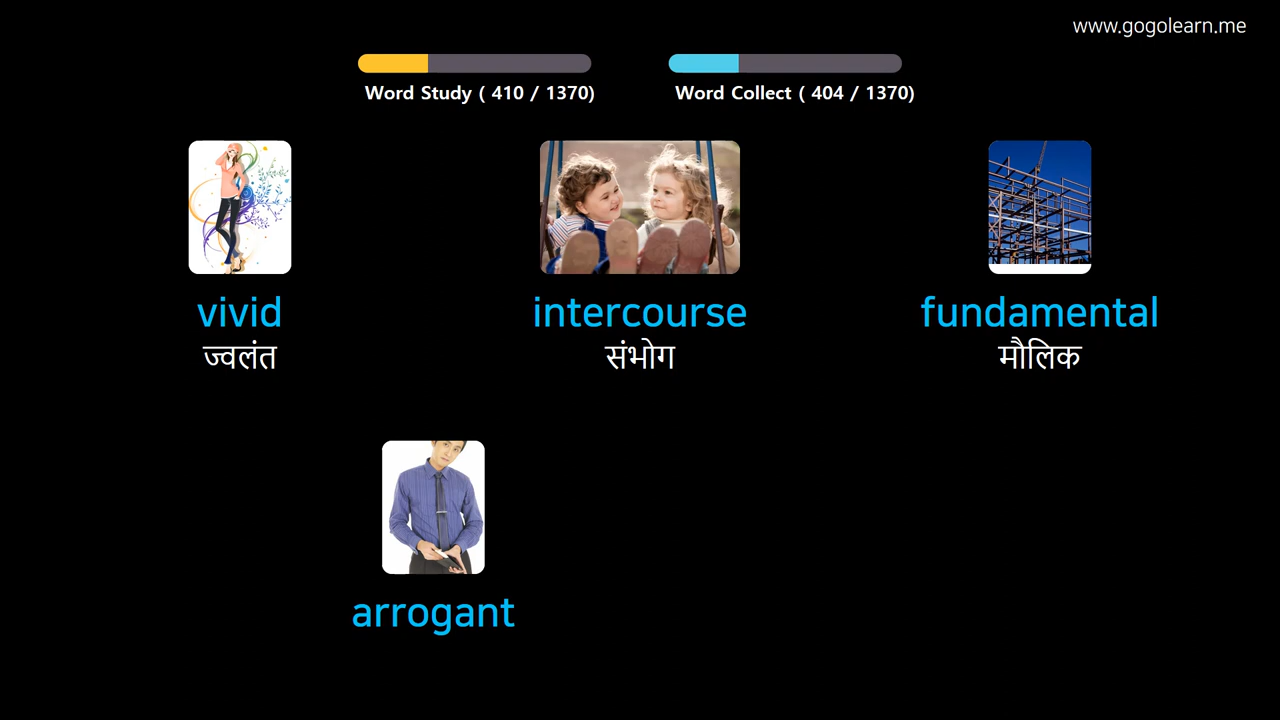 www.gogolearn.me
Word Study ( 410 / 1370)
Word Collect ( 404 / 1370)
vivid
intercourse
fundamental
ज्वलंत
संभोग
मौलिक
arrogant